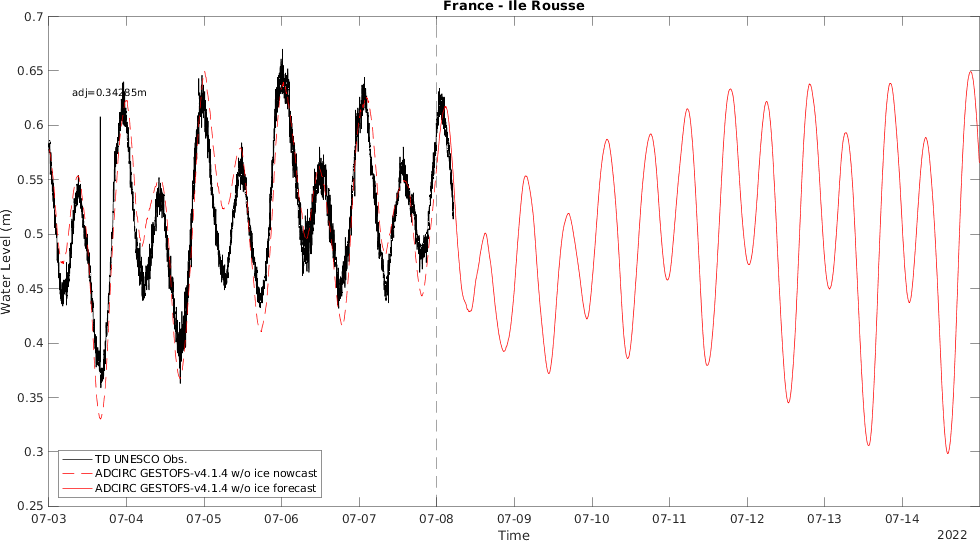 France - Ile Rousse
0.7
0.65
0.6
0.55
0.5
0.45
0.4
0.35
0.3
0.25
Water Level (m)
adj=0.34285m
TD UNESCO Obs.
ADCIRC GESTOFS-v4.1.4 w/o ice nowcast
ADCIRC GESTOFS-v4.1.4 w/o ice forecast
07-03 07-04 07-05 07-06 07-07 07-08 07-09 07-10 07-11 07-12 07-13 07-14
Time
2022